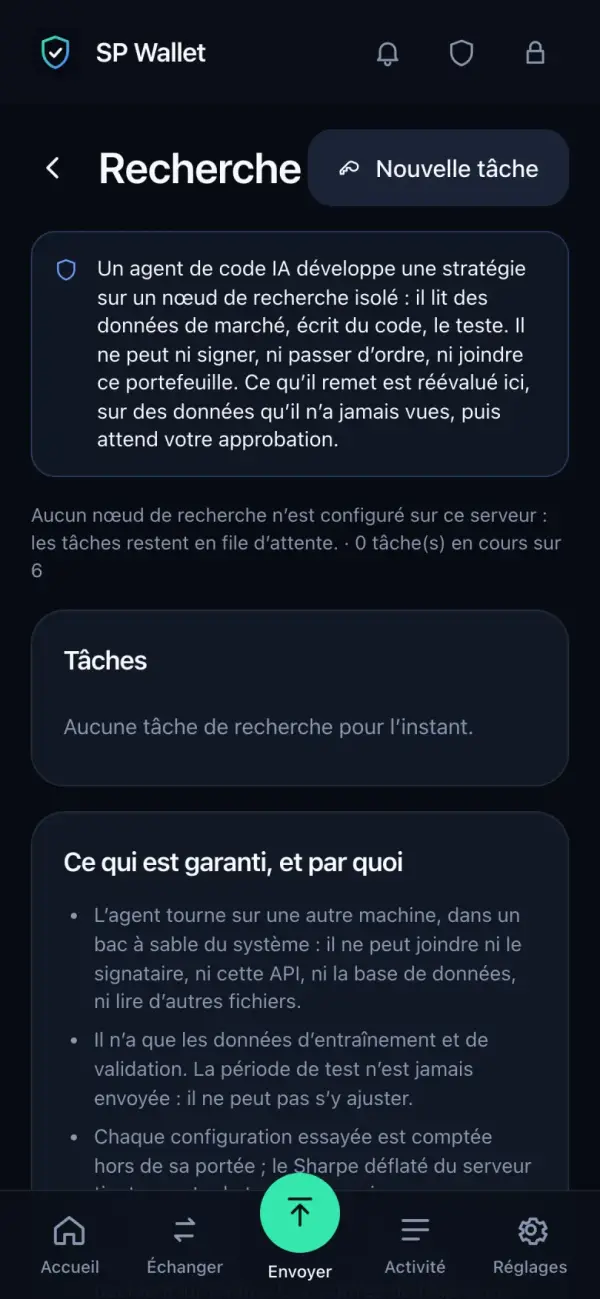 SP Wallet
Recherche
Nouvelle tâche
Un agent de code IA développe une stratégie
sur un nœud de recherche isolé : il lit des
données de marché, écrit du code, le teste. Il
ne peut ni signer, ni passer d’ordre, ni joindre
ce portefeuille. Ce qu’il remet est réévalué ici,
sur des données qu’il n’a jamais vues, puis
attend votre approbation.
Aucun nœud de recherche n’est configuré sur ce serveur :
les tâches restent en file d’attente. · 0 tâche(s) en cours sur
6
Tâches
Aucune tâche de recherche pour l’instant.
Ce qui est garanti, et par quoi
• L’agent tourne sur une autre machine, dans un
bac à sable du système : il ne peut joindre ni le
signataire, ni cette API, ni la base de données,
ni lire d’autres fichiers.
• Il n’a que les données d’entraînement et de
validation. La période de test n’est jamais
envoyée : il ne peut pas s’y ajuster.
• Chaque configuration essayée est comptée
hors de sa portée ; le Sharpe déflaté du serveur
Accueil
Échanger
Envoyer
Activité
Réglages